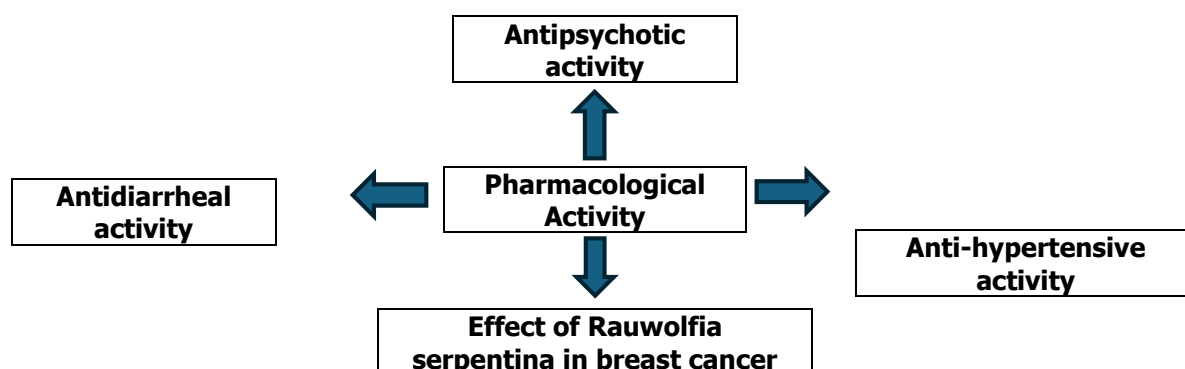 Antipsychotic
activity
Pharmacological
Activity
Antidiarrheal
activity
Anti-hypertensive
activity
Effect of Rauwolfia
serpentina in breast cancer